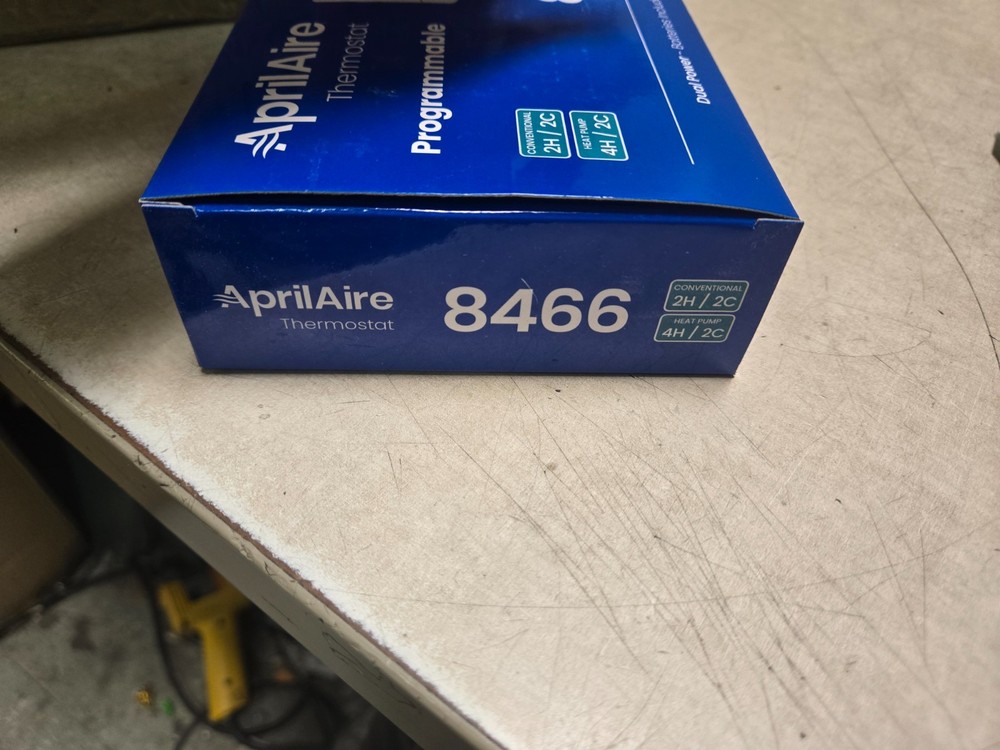 AprilAire
Thermostat
Programmable
CONVENTIONAL
2H / 2C
HEAT PUMP
4H / 2C
Dual Power - Batteries
AprilAire
Thermostat
8466
CONVENTIONAL
2H / 2C
HEAT PUMP
4H / 2C